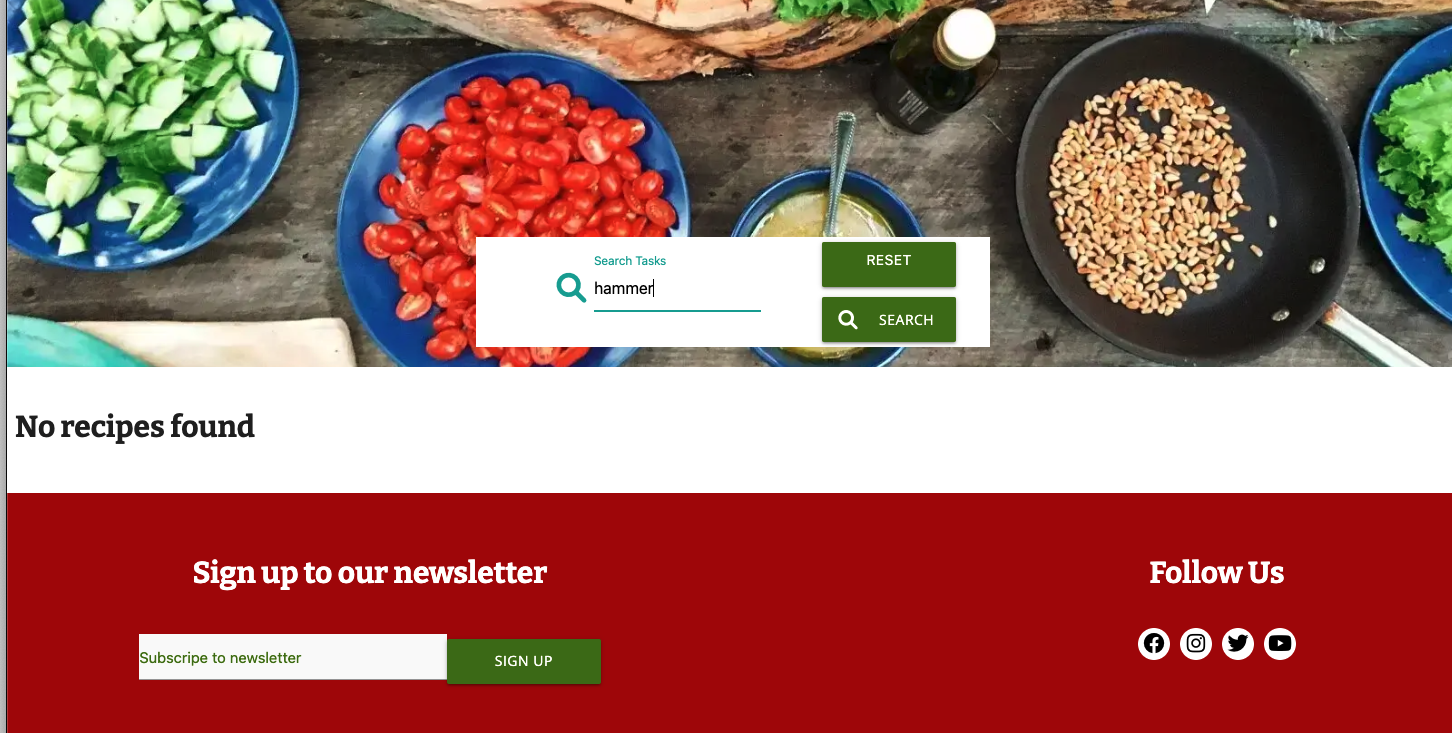 Search Tasks
hammer
RESET
SEARCH
No recipes found
Sign up to our newsletter
Subscripe to newsletter
SIGN UP
Follow Us